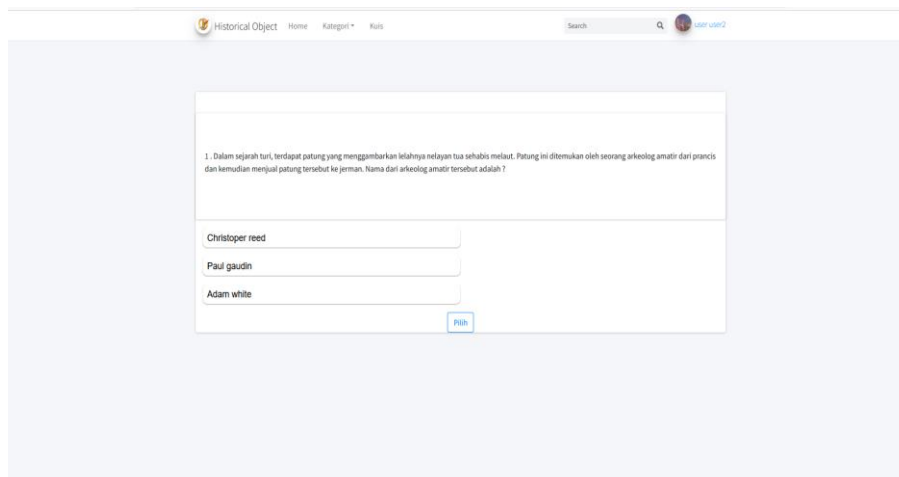 Historical Object Home Kategori Kuis Search user user2
1 . Dalam sejarah turi, terdapat patung yang menggambarkan lelahnya nelayan tua sehabis melaut. Patung ini ditemukan oleh seorang arkeolog amatir dari prancis
dan kemudian menjual patung tersebut ke jerman. Nama dari arkeolog amatir tersebut adalah ?
Christoper reed
Paul gaudin
Adam white
Pilih